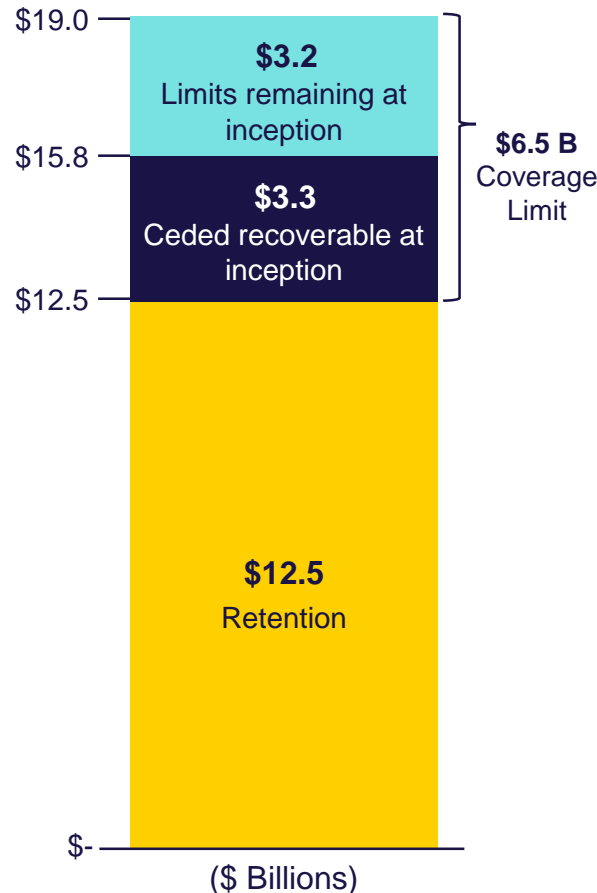 $19.0
$3.2
Limits remaining at
inception
$6.5 B
Coverage
Limit
$15.8
$3.3
Ceded recoverable at
inception
$12.5
$12.5
Retention
$-
($ Billions)